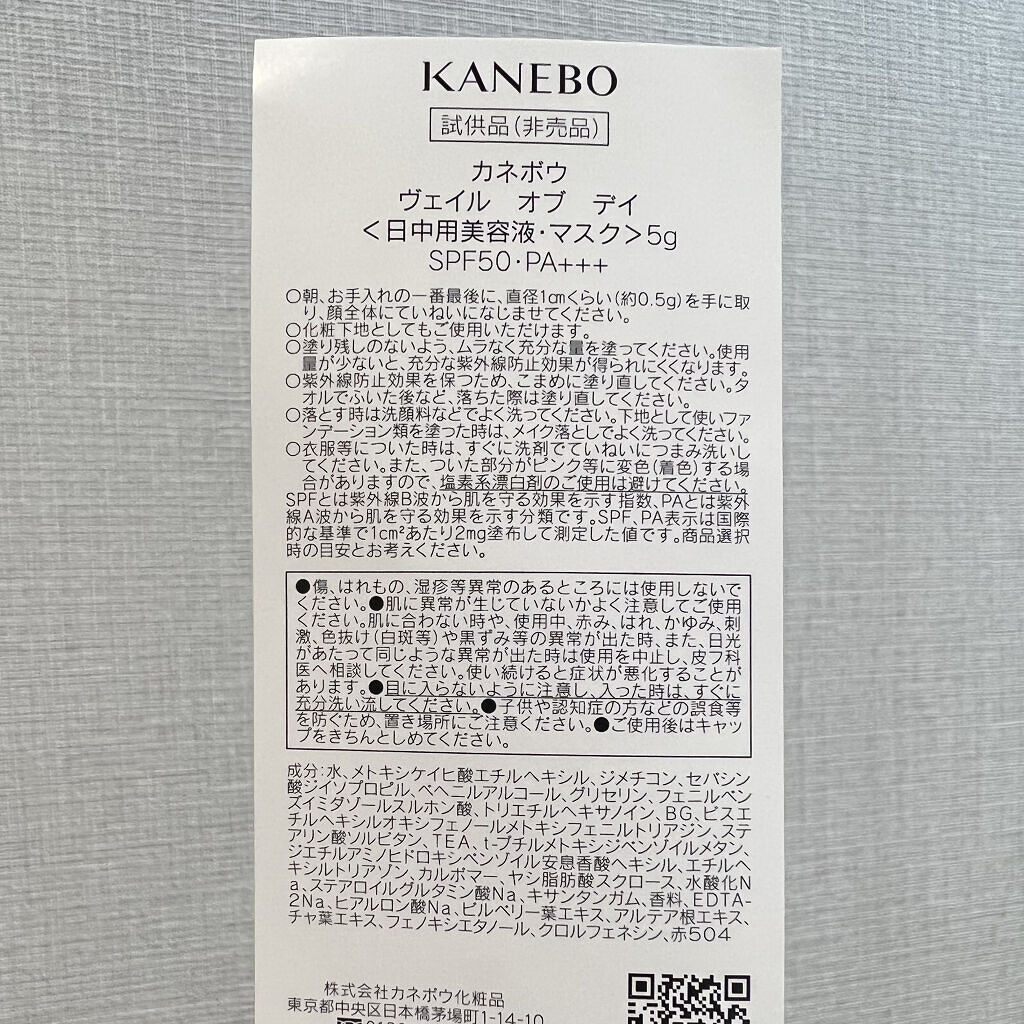 KANEBO
試供品(非売品)
カネボウ
ヴェイル オブ デイ
<日中用美容液・マスク>5g
SPF50・PA+++
○朝、お手入れの一番最後に、直径1cmくらい(約0.5g)を手に取
り、顔全体にていねいになじませてください。
○化粧下地としてもご使用いただけます。
○塗り残しのないよう、ムラなく充分な量を塗ってください。使用
量が少ないと、充分な紫外線防止効果が得られにくくなります。
○紫外線防止効果を保つため、こまめに塗り直してください。タ
オルでふいた後など、落ちた際は塗り直してください。
○落とす時は洗顔料などでよく洗ってください。下地として使いファ
ンデーション類を塗った時は、メイク落としでよく洗ってください。
○衣服等についた時は、すぐに洗剤でていねいにつまみ洗いし
てください。また、ついた部分がピンク等に変色(着色)する場
合がありますので、塩素系漂白剤のご使用は避けてください。
SPFとは紫外線B波から肌を守る効果を示す指数、PAとは紫外
線A波から肌を守る効果を示す分類です。SPF、PA表示は国際
的な基準で1cm²あたり2mg塗布して測定した値です。商品選択
時の目安とお考えください。
●傷、はれもの、湿疹等異常のあるところには使用しないで
ください。●肌に異常が生じていないかよく注意してご使用
ください。肌に合わない時や、使用中、赤み、はれ、かゆみ、刺
激、色抜け(白斑等)や黒ずみ等の異常が出た時、また、日光
があたって同じような異常が出た時は使用を中止し、皮フ科
医へ相談してください。使い続けると症状が悪化することが
あります。●目に入らないように注意し、入った時は、すぐに
充分洗い流してください。●子供や認知症の方などの誤食等
を防ぐため、置き場所にご注意ください。●ご使用後はキャッ
プをきちんとしめてください。
成分:水、メトキシケイヒ酸エチルヘキシル、ジメチコン、セバシン
酸ジイソプロピル、ベヘニルアルコール、グリセリン、フェニルベン
ズイミダゾールスルホン酸、トリエチルヘキサノイン、BG、ビスエ
チルヘキシルオキシフェノールメトキシフェニルトリアジン、ステ
アリン酸ソルビタン、TEA、t-ブチルメトキシジベンゾイルメタン、
ジエチルアミノヒドロキシベンゾイル安息香酸ヘキシル、エチルヘ
キシルトリアゾン、カルボマー、ヤシ脂肪酸スクロース、水酸化N
a、ステアロイルグルタミン酸Na、キサンタンガム、香料、EDTA-
2Na、ヒアルロン酸Na、ビルベリー葉エキス、アルテア根エキス、
チャ葉エキス、フェノキシエタノール、クロルフェネシン、赤504
株式会社カネボウ化粧品
東京都中央区日本橋茅場町1-14-10